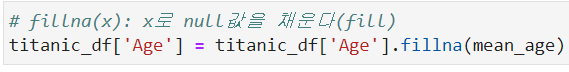 # fillna(x): x로 null값을 채운다(fill)
titanic_df['Age'] = titanic_df['Age'].fillna(mean_age)